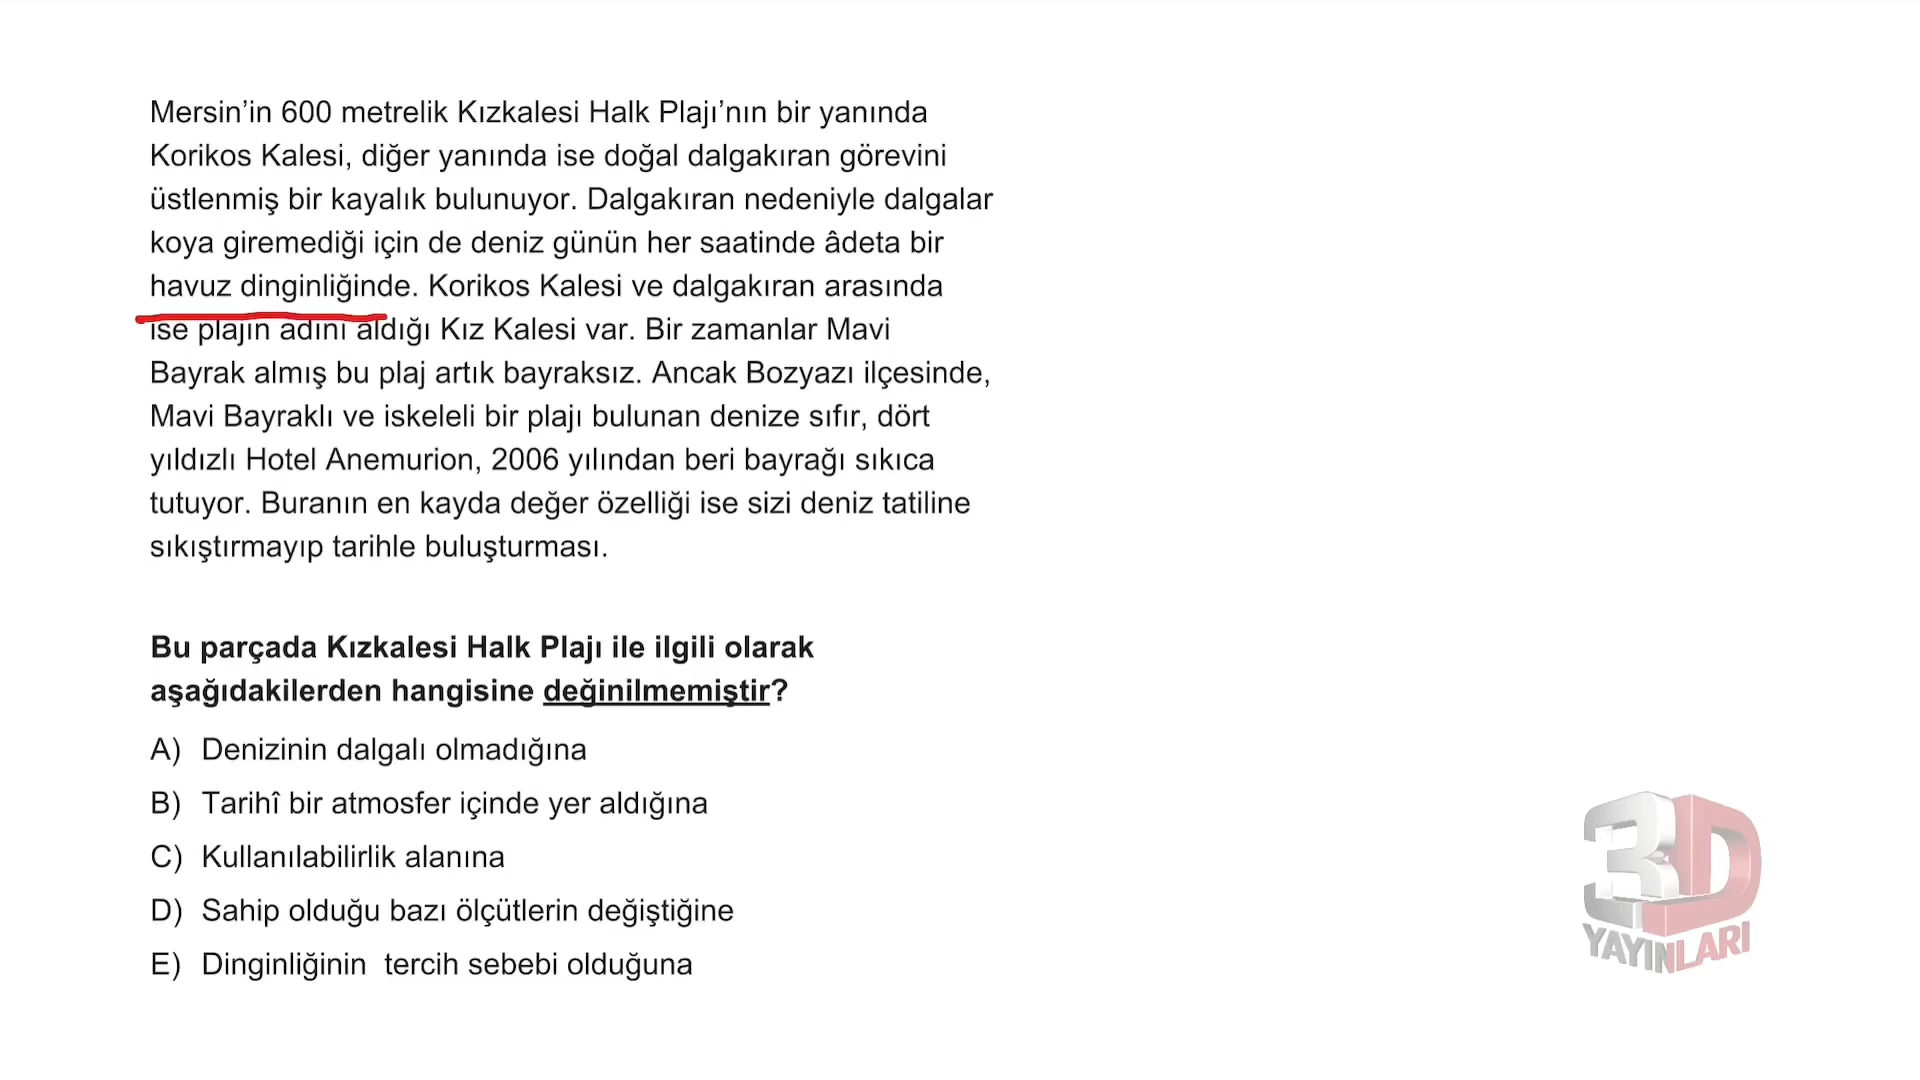 Mersin’in 600 metrelik Kızkalesi Halk Plajı’nın bir yanında
Korikos Kalesi, diğer yanında ise doğal dalgakıran görevini
üstlenmiş bir kayalık bulunuyor. Dalgakıran nedeniyle dalgalar
koya giremediği için de deniz günün her saatinde âdeta bir
havuz dinginliğinde. Korikos Kalesi ve dalgakıran arasında
ise plajın adını aldığı Kız Kalesi var. Bir zamanlar Mavi
Bayrak almış bu plaj artık bayraksız. Ancak Bozyazı ilçesinde,
Mavi Bayraklı ve iskeleli bir plajı bulunan denize sıfır, dört
yıldızlı Hotel Anemurion, 2006 yılından beri bayrağı sıkıca
tutuyor. Buranın en kayda değer özelliği ise sizi deniz tatiline
sıkıştırmayıp tarihle buluşturması.
Bu parçada Kızkalesi Halk Plajı ile ilgili olarak
aşağıdakilerden hangisine değinilmemiştir?
A) Denizinin dalgalı olmadığına
B) Tarihî bir atmosfer içinde yer aldığına
C) Kullanılabilirlik alanına
D) Sahip olduğu bazı ölçütlerin değiştiğine
E) Dinginliğinin tercih sebebi olduğuna
3D
YAYINLARI